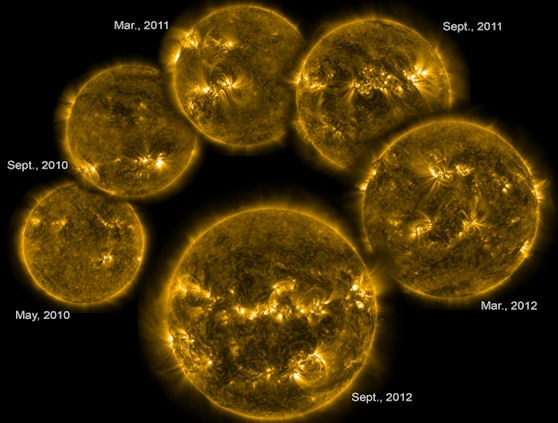 May, 2010
Sept., 2010
Mar., 2011
Sept., 2011
Mar., 2012
Sept., 2012